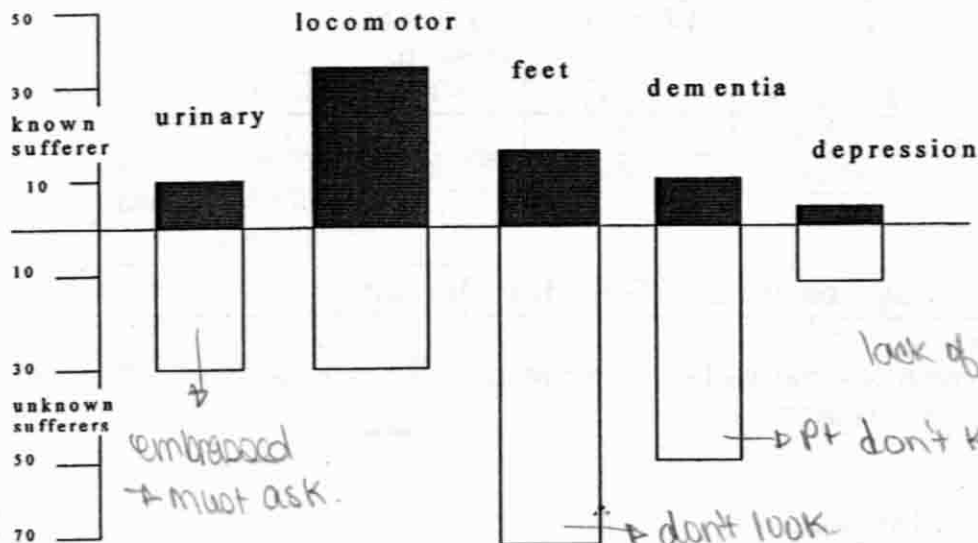 50
locomotor
30
feet
dementia
urinary
known
sufferer
depression
10
10
30
lack of
unknown
sufferers
embrassed
→ must ask.
50
→ Pt don't
70
→ don't look